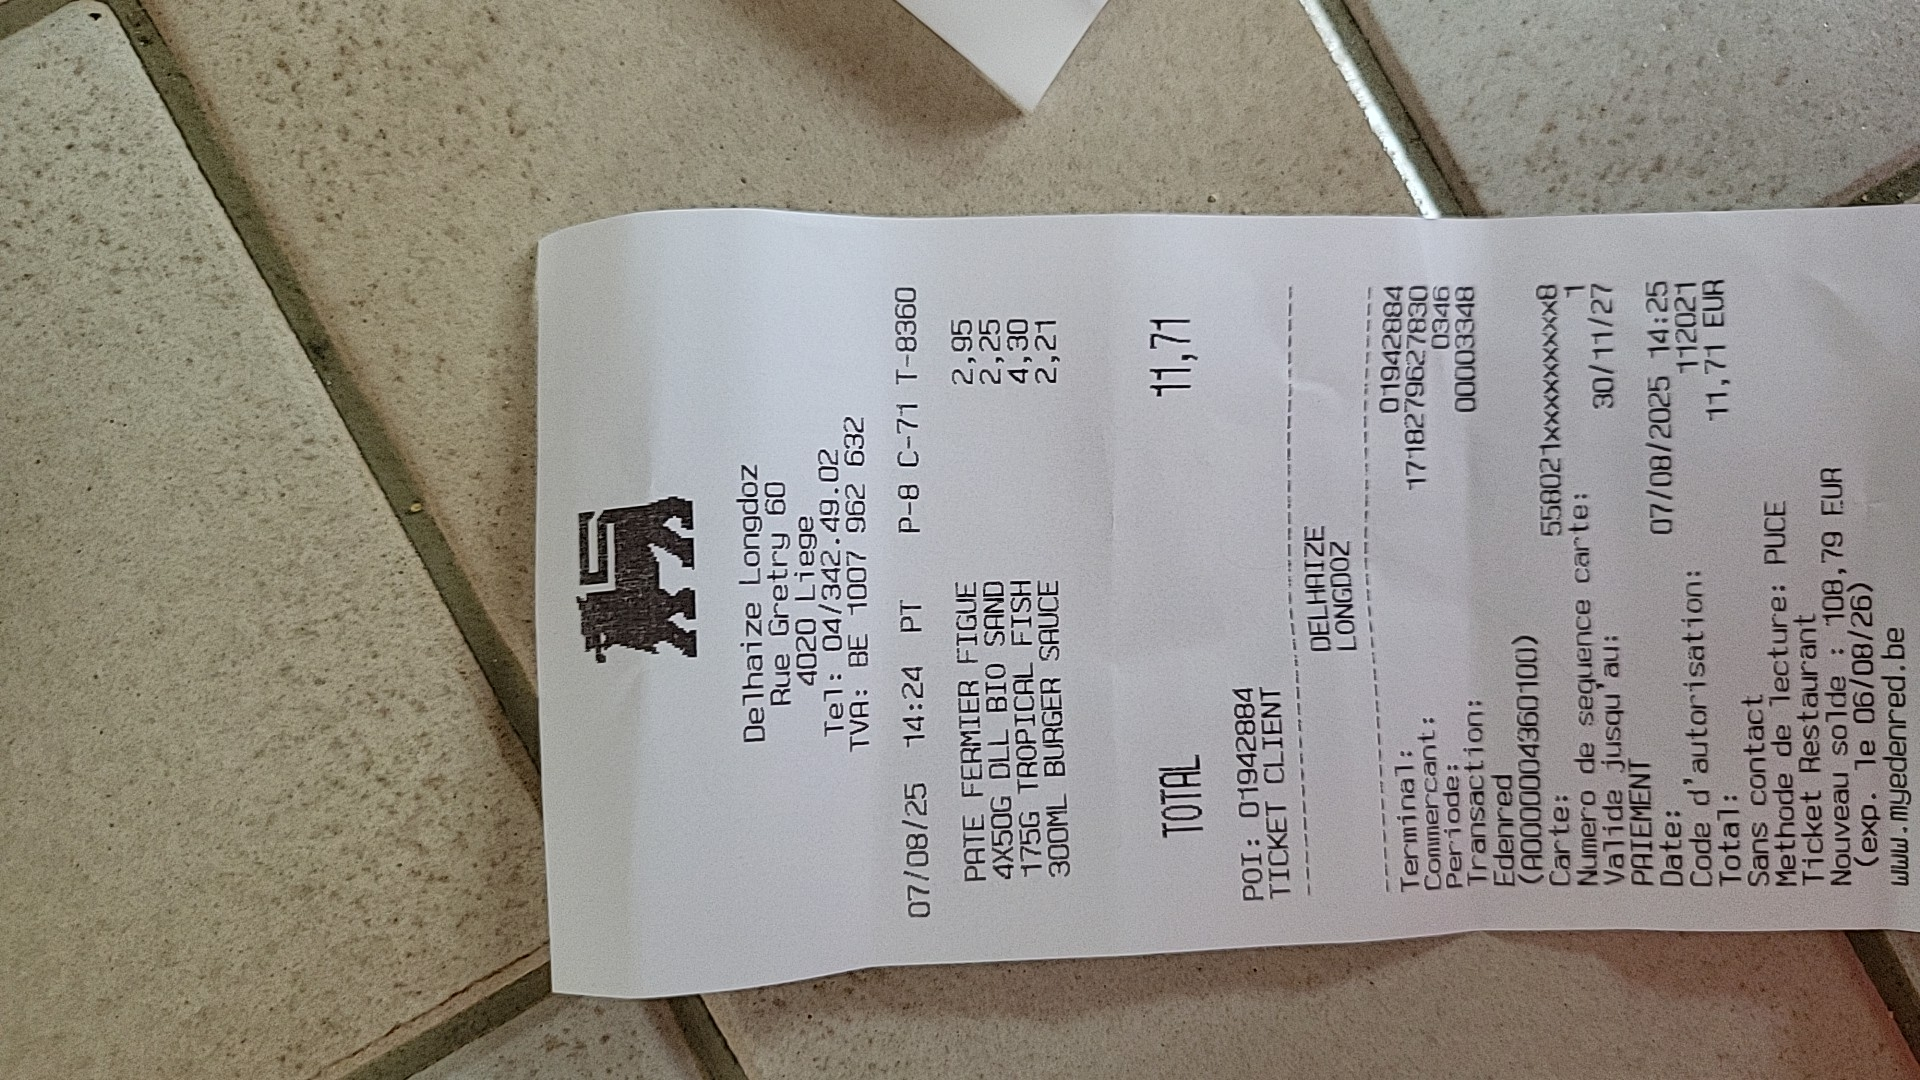 Delhaize Longdoz
Rue Gretry 60
4020 Liege
Tel: 04/342.49.02
TVA: BE 1007 962 632
07/08/25 14:24 PT P-8 C-71 T-8360
PATE FERMIER FIGUE 2,95
4X50G DLL BIO SAND 2,25
175G TROPICAL FISH 4,30
300ML BURGER SAUCE 2,21
TOTAL 11,71
POI: 01942884
TICKET CLIENT
DELHAIZE
LONGDOZ
Terminal: 01942884
Commercant: 171827962​7830
Periode: 0346
Transaction: 00003348
Edenred
(A0000004360100)
Carte: 558021xxxxxxxxx8
Numero de sequence carte: 1
Valide jusqu'au: 30/11/27
PAIEMENT
Date: 07/08/2025 14:25
Code d'autorisation: 112021
Total: 11,71 EUR
Sans contact
Methode de lecture: PUCE
Ticket Restaurant
Nouveau solde : 108,79 EUR
(exp. le 06/08/26)
www.myedenred.be